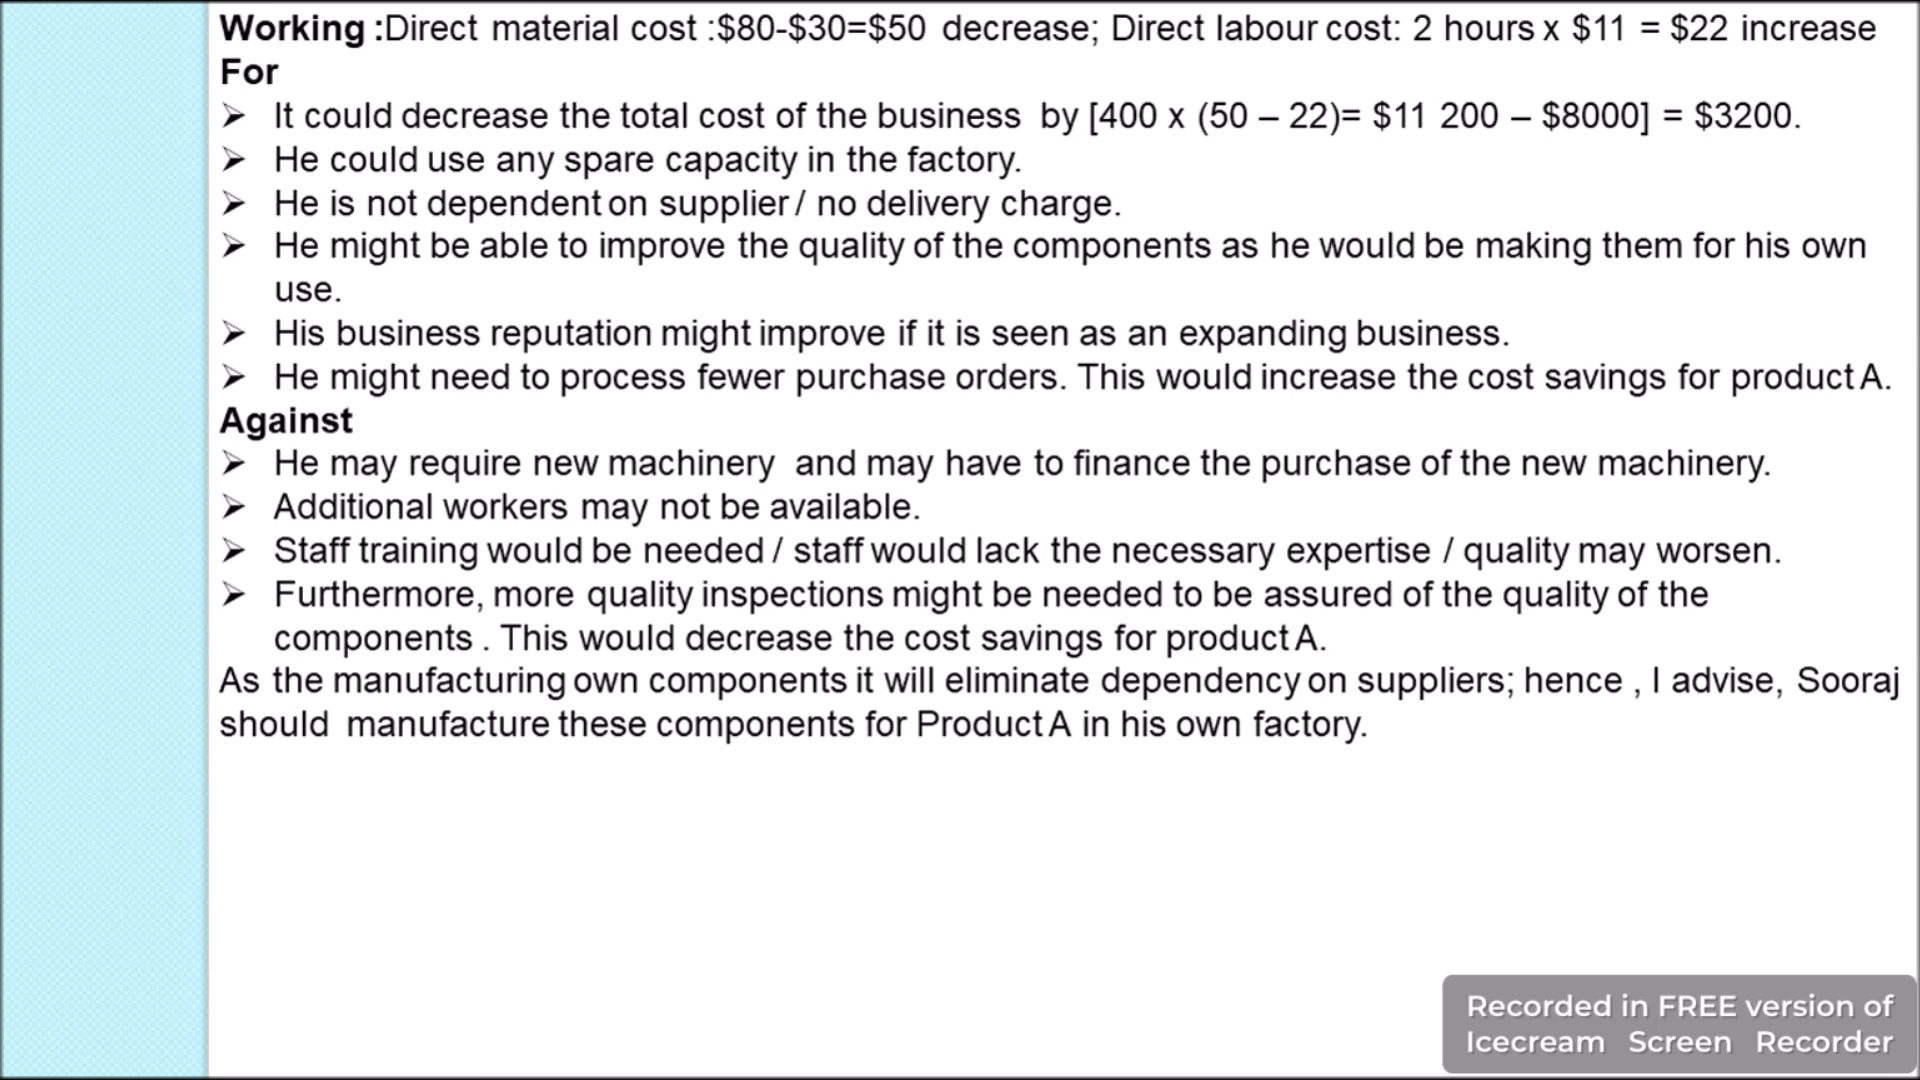 Working :Direct material cost :$80-$30=$50 decrease; Direct labour cost: 2 hours x $11 = $22 increase
For
➢ It could decrease the total cost of the business by [400 x (50 – 22)= $11 200 – $8000] = $3200.
➢ He could use any spare capacity in the factory.
➢ He is not dependent on supplier / no delivery charge.
➢ He might be able to improve the quality of the components as he would be making them for his own
use.
➢ His business reputation might improve if it is seen as an expanding business.
➢ He might need to process fewer purchase orders. This would increase the cost savings for product A.
Against
➢ He may require new machinery and may have to finance the purchase of the new machinery.
➢ Additional workers may not be available.
➢ Staff training would be needed / staff would lack the necessary expertise / quality may worsen.
➢ Furthermore, more quality inspections might be needed to be assured of the quality of the
components . This would decrease the cost savings for product A.
As the manufacturing own components it will eliminate dependency on suppliers; hence , I advise, Sooraj
should manufacture these components for Product A in his own factory.
Recorded in FREE version of
Icecream Screen Recorder